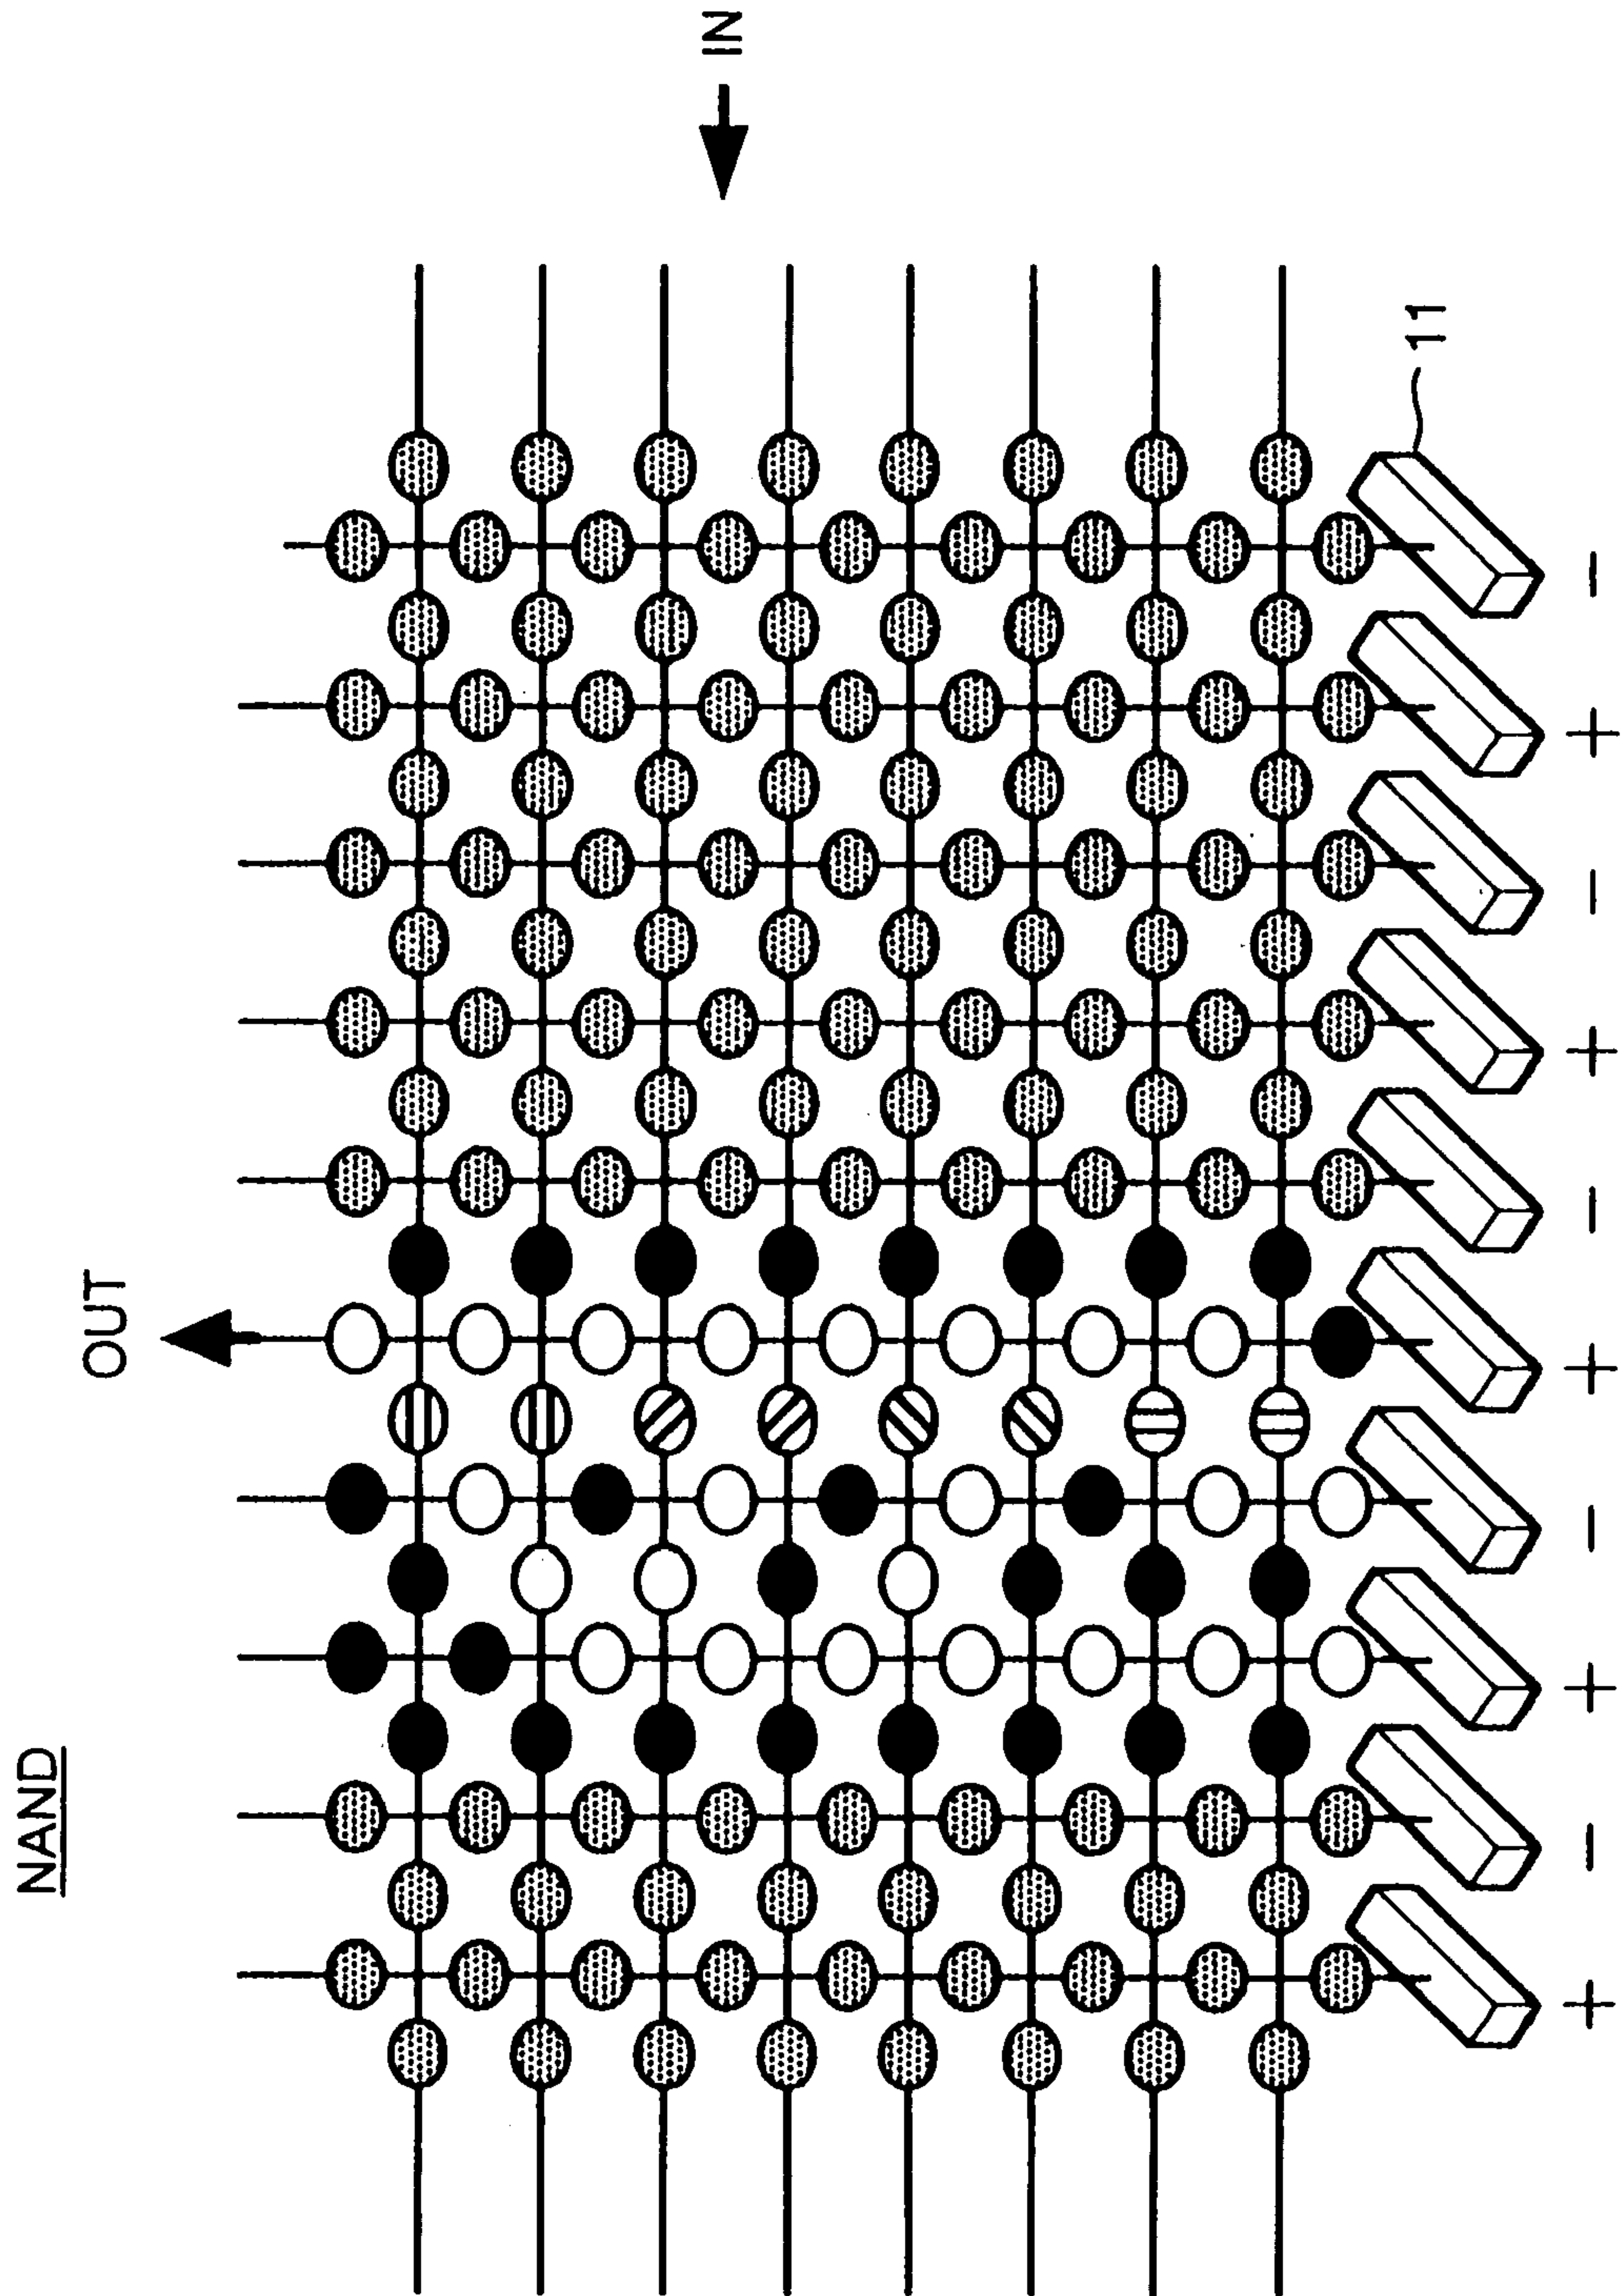 NAND
OUT
IN
11
+ − + − + − + − + −